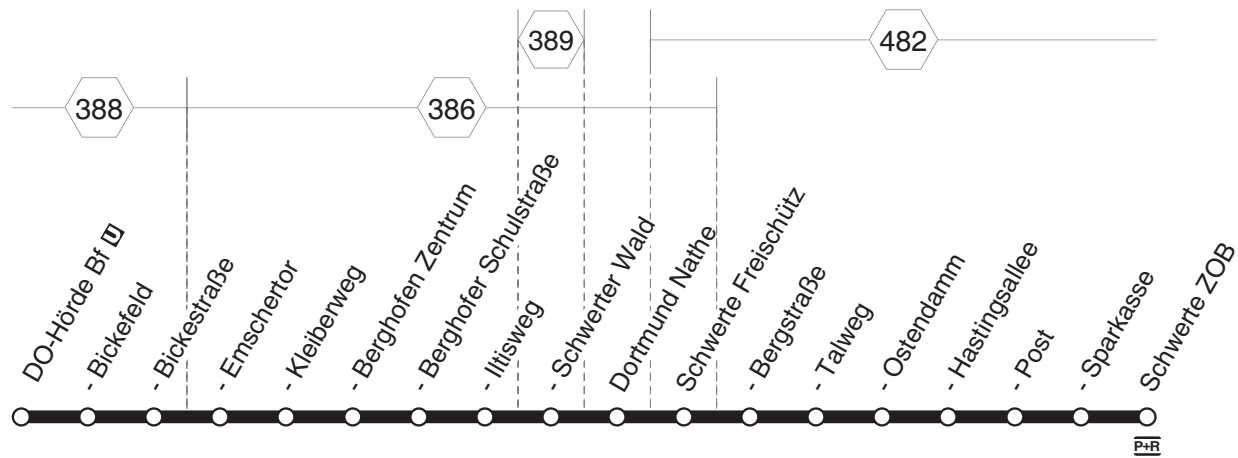 389
482
388
386
DO-Hörde Bf U
- Bickefeld
- Bickestraße
- Emschertor
- Kleiberweg
- Berghofen Zentrum
- Berghofer Schulstraße
- Iltisweg
- Schwerter Wald
Dortmund Nathe
Schwerte Freischütz
- Bergstraße
- Talweg
- Ostendamm
- Hastingsallee
- Post
- Sparkasse
Schwerte ZOB
P+R